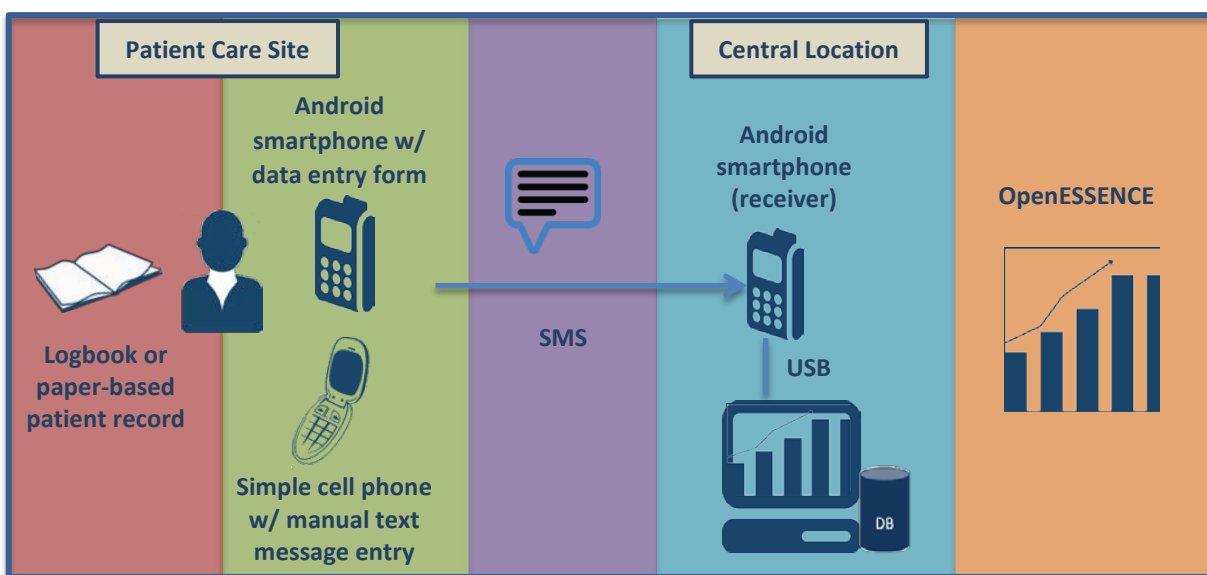 Patient Care Site
Central Location
Logbook or
paper-based
patient record
Android
smartphone w/
data entry form
Simple cell phone
w/ manual text
message entry
SMS
Android
smartphone
(receiver)
USB
DB
OpenESSENCE